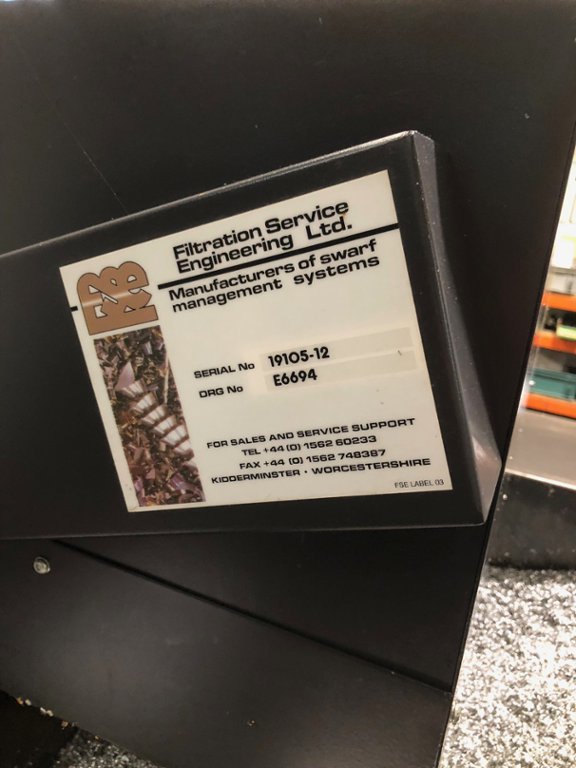 Filtration Service
Engineering Ltd.
Manufacturers of swarf
management systems
SERIAL No 19105-12
DRG No E6694
FOR SALES AND SERVICE SUPPORT
TEL +44 (0) 1562 60233
FAX +44 (0) 1562 748387
KIDDERMINSTER • WORCESTERSHIRE
FSE LABEL 03